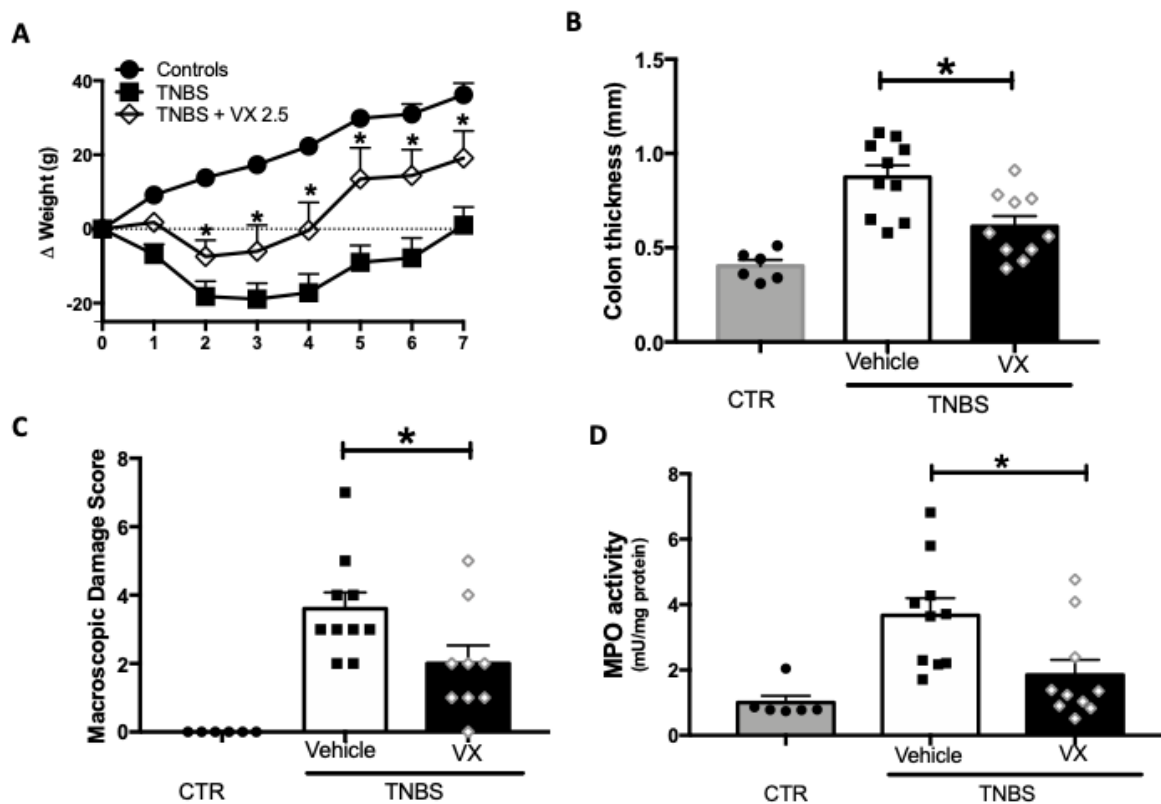 A
Controls
TNBS
TNBS + VX 2.5
Δ Weight (g)
40
20
0
-20
* * * * * *
0 1 2 3 4 5 6 7
B
Colon thickness (mm)
1.5
1.0
0.5
0.0
*
Vehicle VX
CTR TNBS
C
Macroscopic Damage Score
8
6
4
2
0
*
Vehicle VX
CTR TNBS
D
MPO activity
(mU/mg protein)
8
6
4
2
0
*
Vehicle VX
CTR TNBS